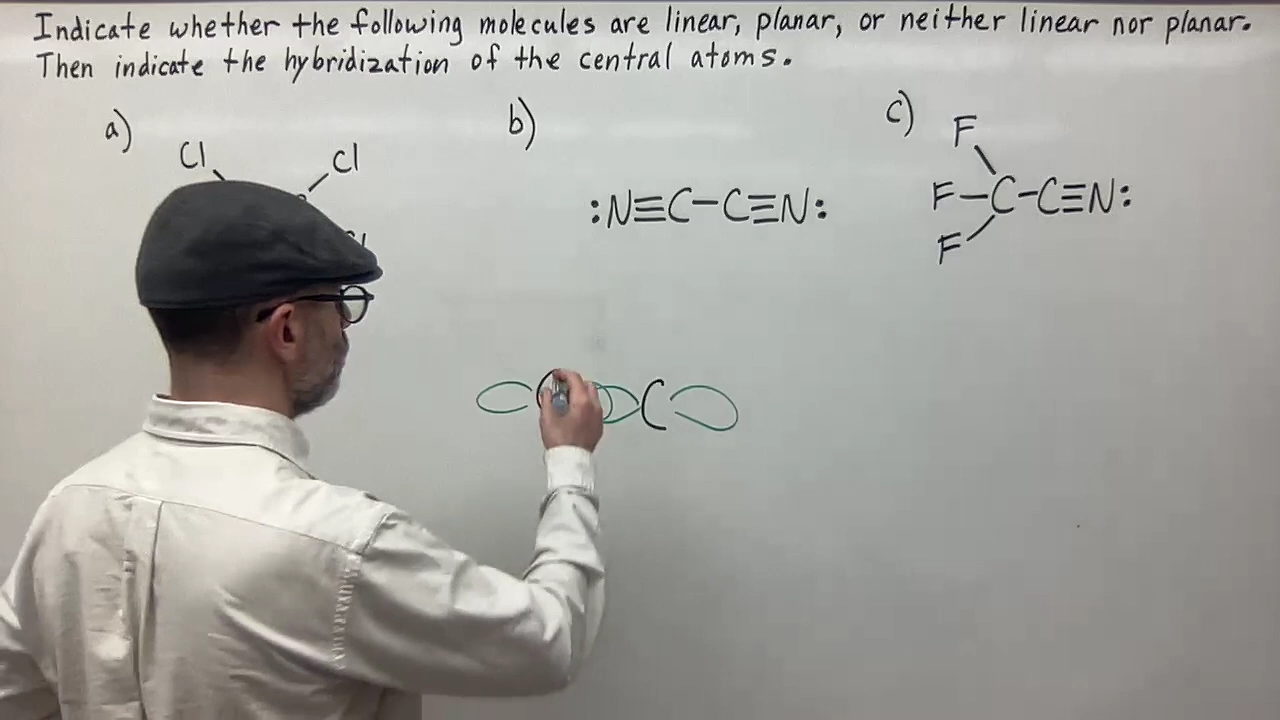 Indicate whether the following molecules are linear, planar, or neither linear nor planar.
Then indicate the hybridization of the central atoms.
a)
Cl
Cl
b)
:N≡C-C≡N:
c)
F
F-C-C≡N:
F
C